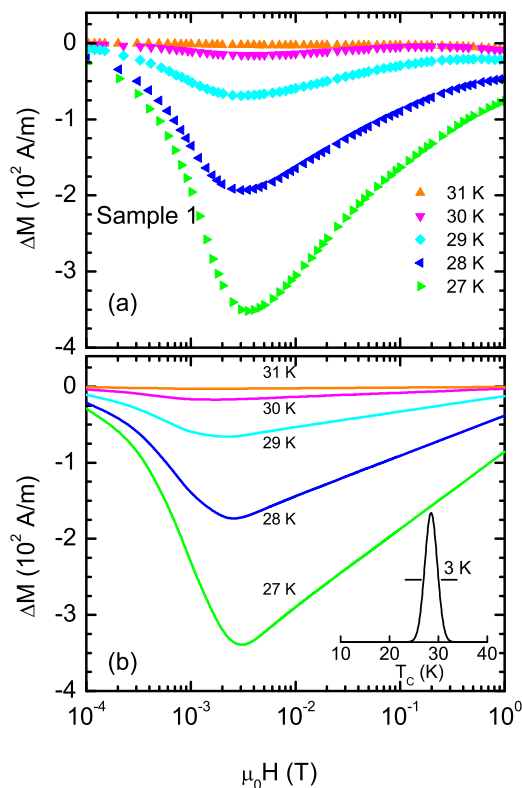 0
-1
-2
-3
-4
ΔM (10² A/m)
Sample 1
31 K
30 K
29 K
28 K
27 K
(a)
0
-1
-2
-3
-4
ΔM (10² A/m)
31 K
30 K
29 K
28 K
27 K
3 K
10 20 30 40
T_C (K)
(b)
10⁻⁴ 10⁻³ 10⁻² 10⁻¹ 10⁰
μ₀H (T)